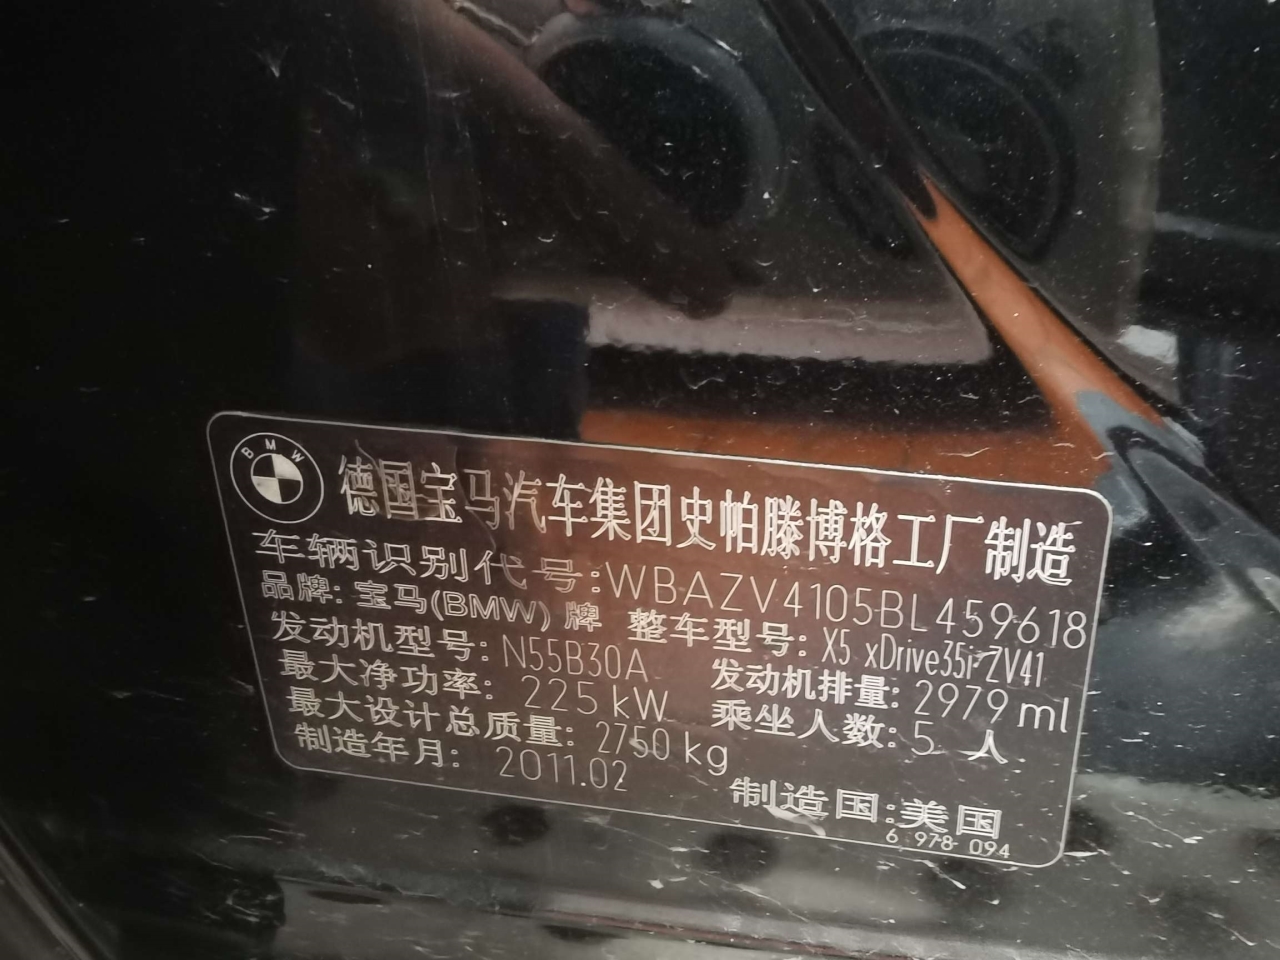 BMW
德国宝马汽车集团史帕滕博格工厂制造
车辆识别代号:WBAZV4105BL459618
品牌: 宝马(BMW) 牌 整车型号: X5 xDrive35i ZV41
发动机型号: N55B30A 发动机排量: 2979 ml
最大净功率: 225 kW 乘坐人数: 5 人
最大设计总质量: 2750 kg
制造年月: 2011.02 制造国:美国
6 978 094